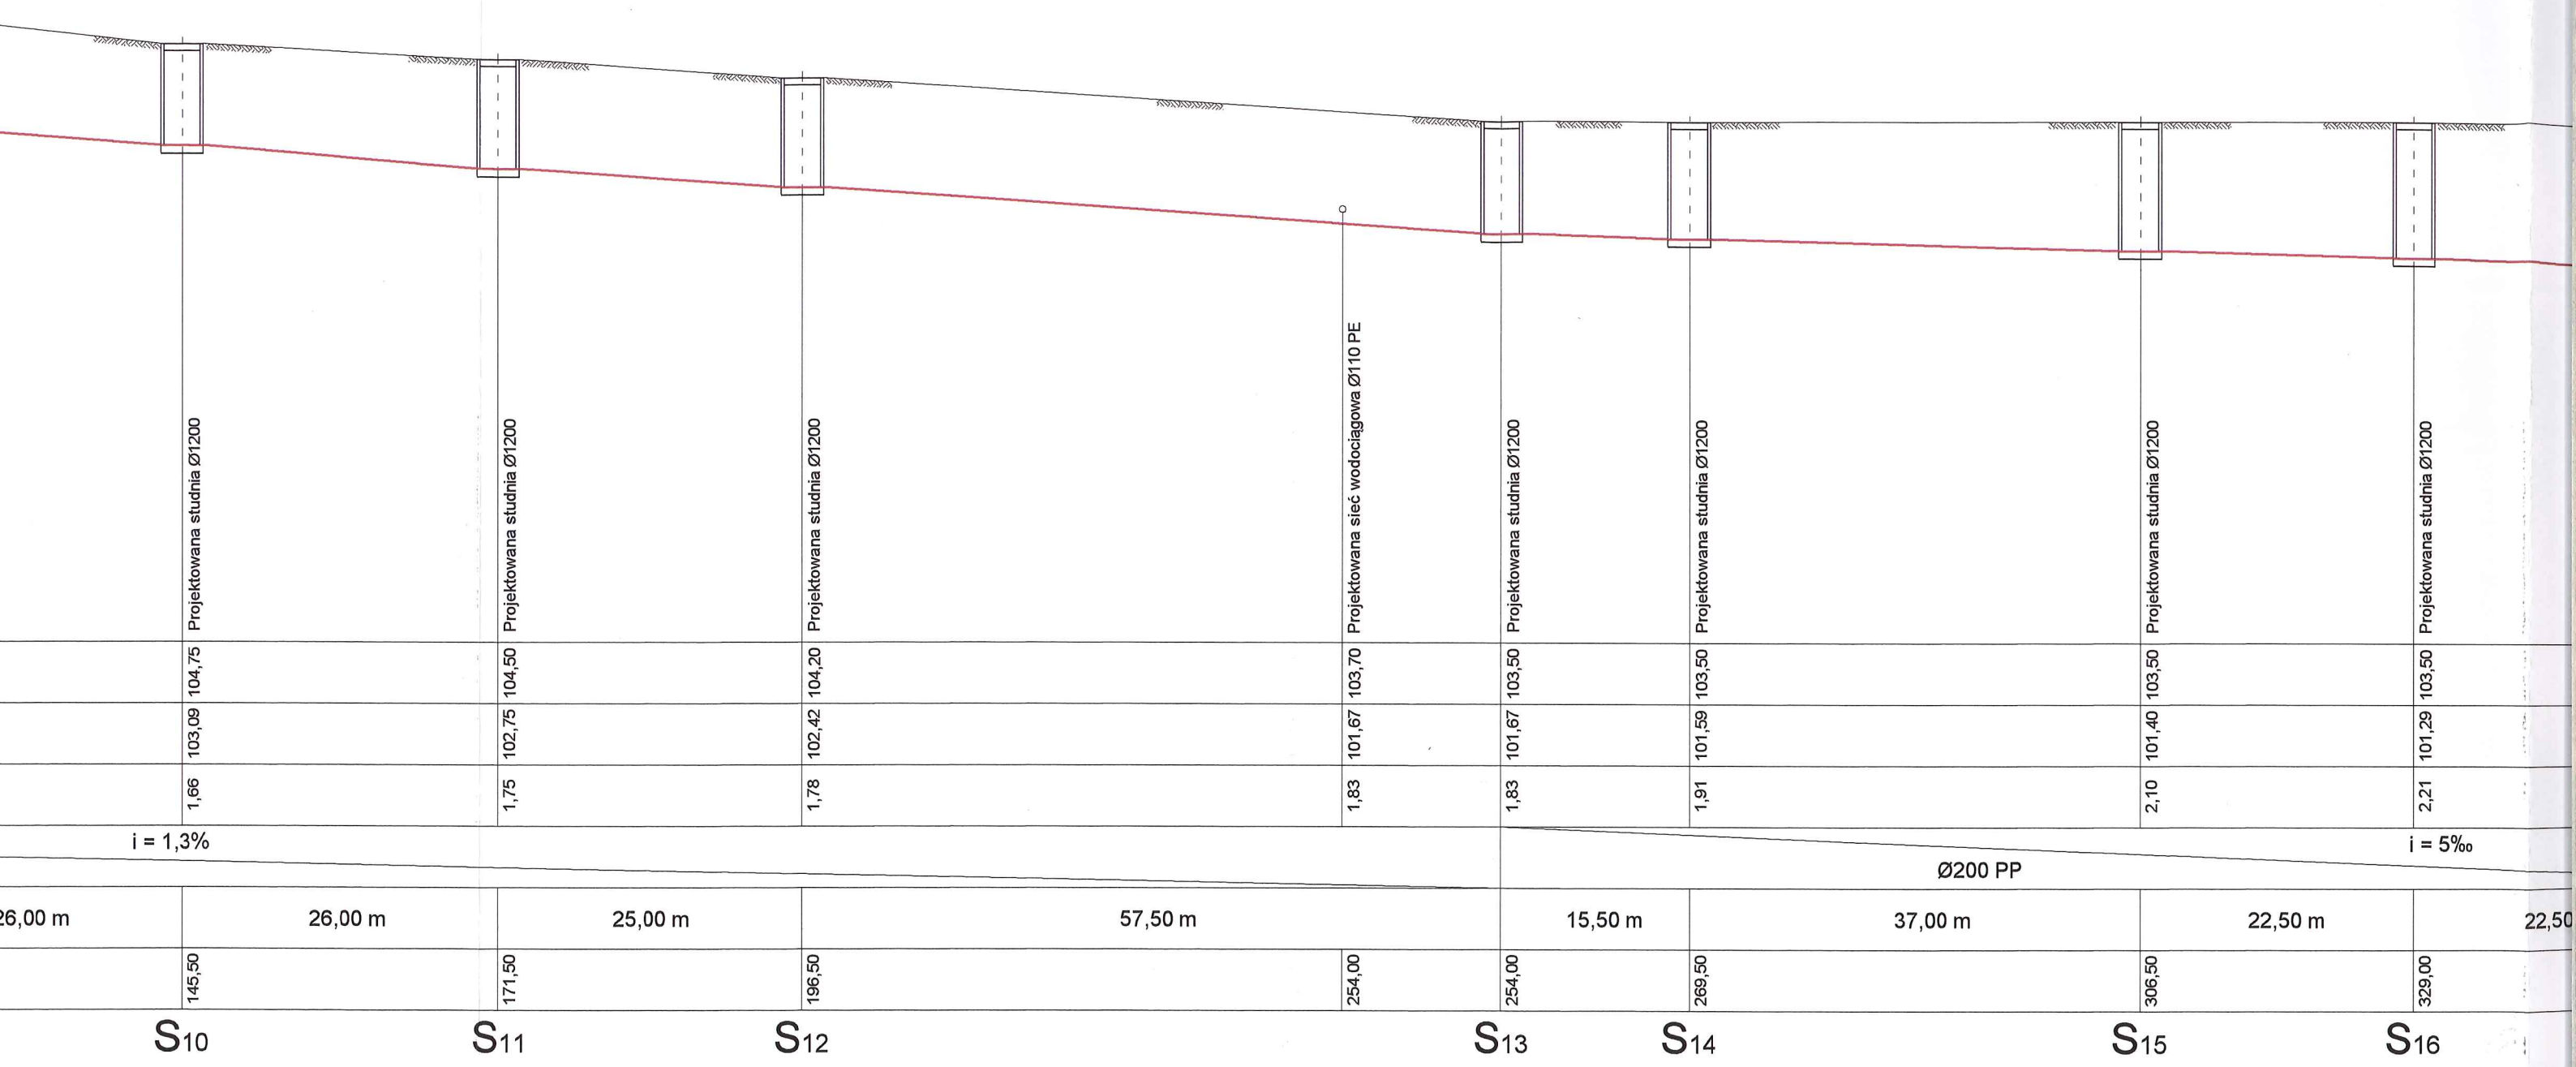 Projektowana studnia Ø1200
Projektowana studnia Ø1200
Projektowana studnia Ø1200
Projektowana sieć wodociągowa Ø110 PE
Projektowana studnia Ø1200
Projektowana studnia Ø1200
Projektowana studnia Ø1200
Projektowana studnia Ø1200
104,75 104,50 104,20 103,70 103,50 103,50 103,50 103,50
103,09 102,75 102,42 101,67 101,67 101,59 101,40 101,29
1,66 1,75 1,78 1,83 1,83 1,91 2,10 2,21
i = 1,3% i = 5‰
Ø200 PP
26,00 m 26,00 m 25,00 m 57,50 m 15,50 m 37,00 m 22,50 m 22,50
145,50 171,50 196,50 254,00 254,00 269,50 306,50 329,00
S10 S11 S12 S13 S14 S15 S16